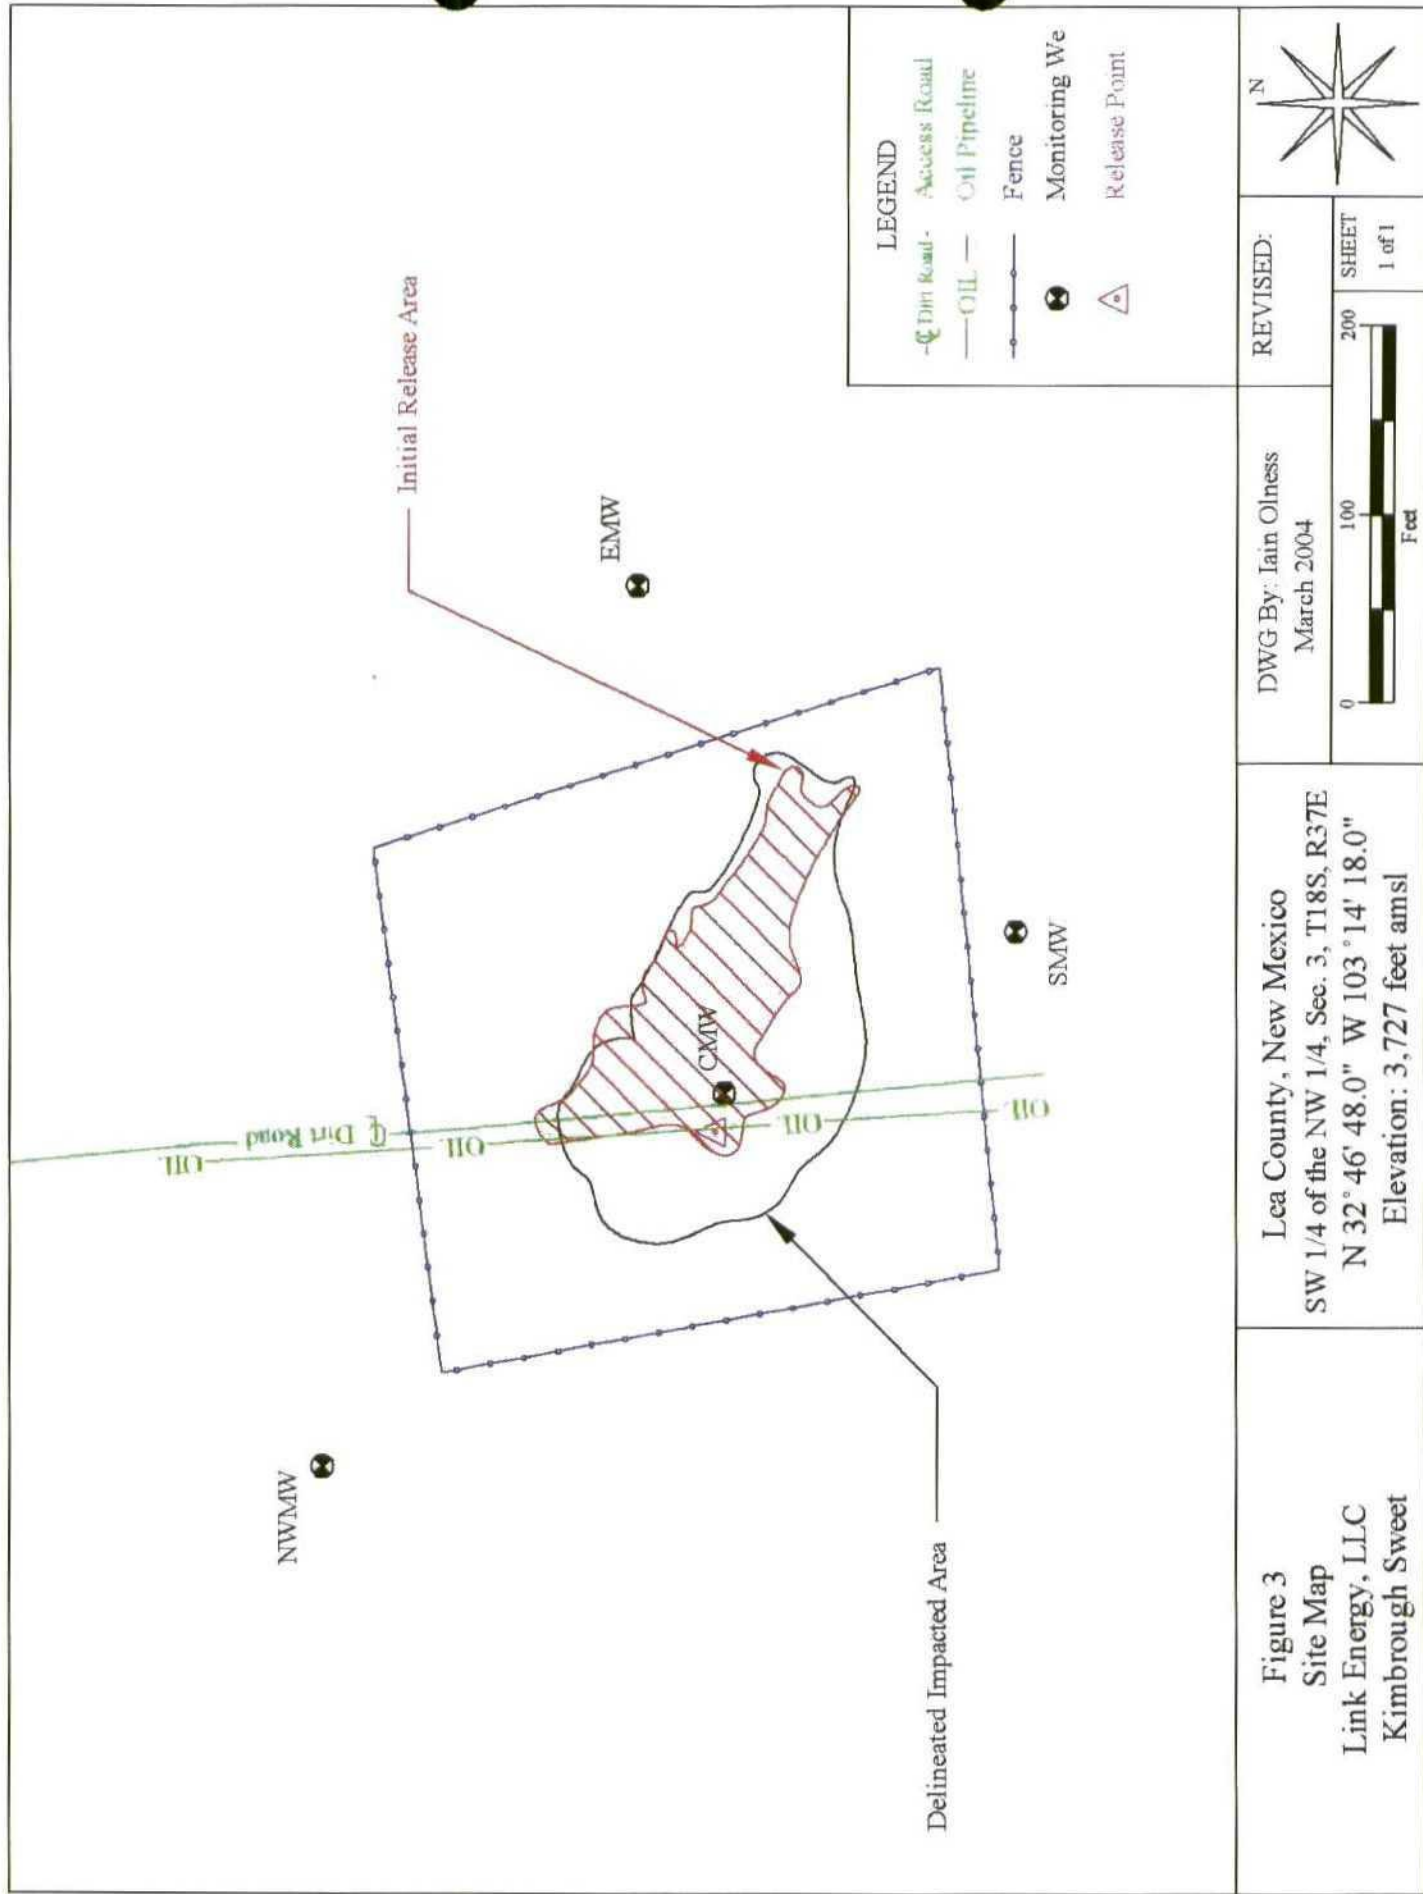 NWMW
Initial Release Area
EMW
℄ Dirt Road
OIL
OIL
OIL
OIL
CMW
SMW
Delineated Impacted Area
LEGEND
℄ Dirt Road - Access Road
OIL Oil Pipeline
Fence
Monitoring We
Release Point
Figure 3
Site Map
Link Energy, LLC
Kimbrough Sweet
Lea County, New Mexico
SW 1/4 of the NW 1/4, Sec. 3, T18S, R37E
N 32° 46' 48.0" W 103° 14' 18.0"
Elevation: 3,727 feet amsl
DWG By: Iain Olness
March 2004
REVISED:
N
0 100 200
Feet
SHEET
1 of 1